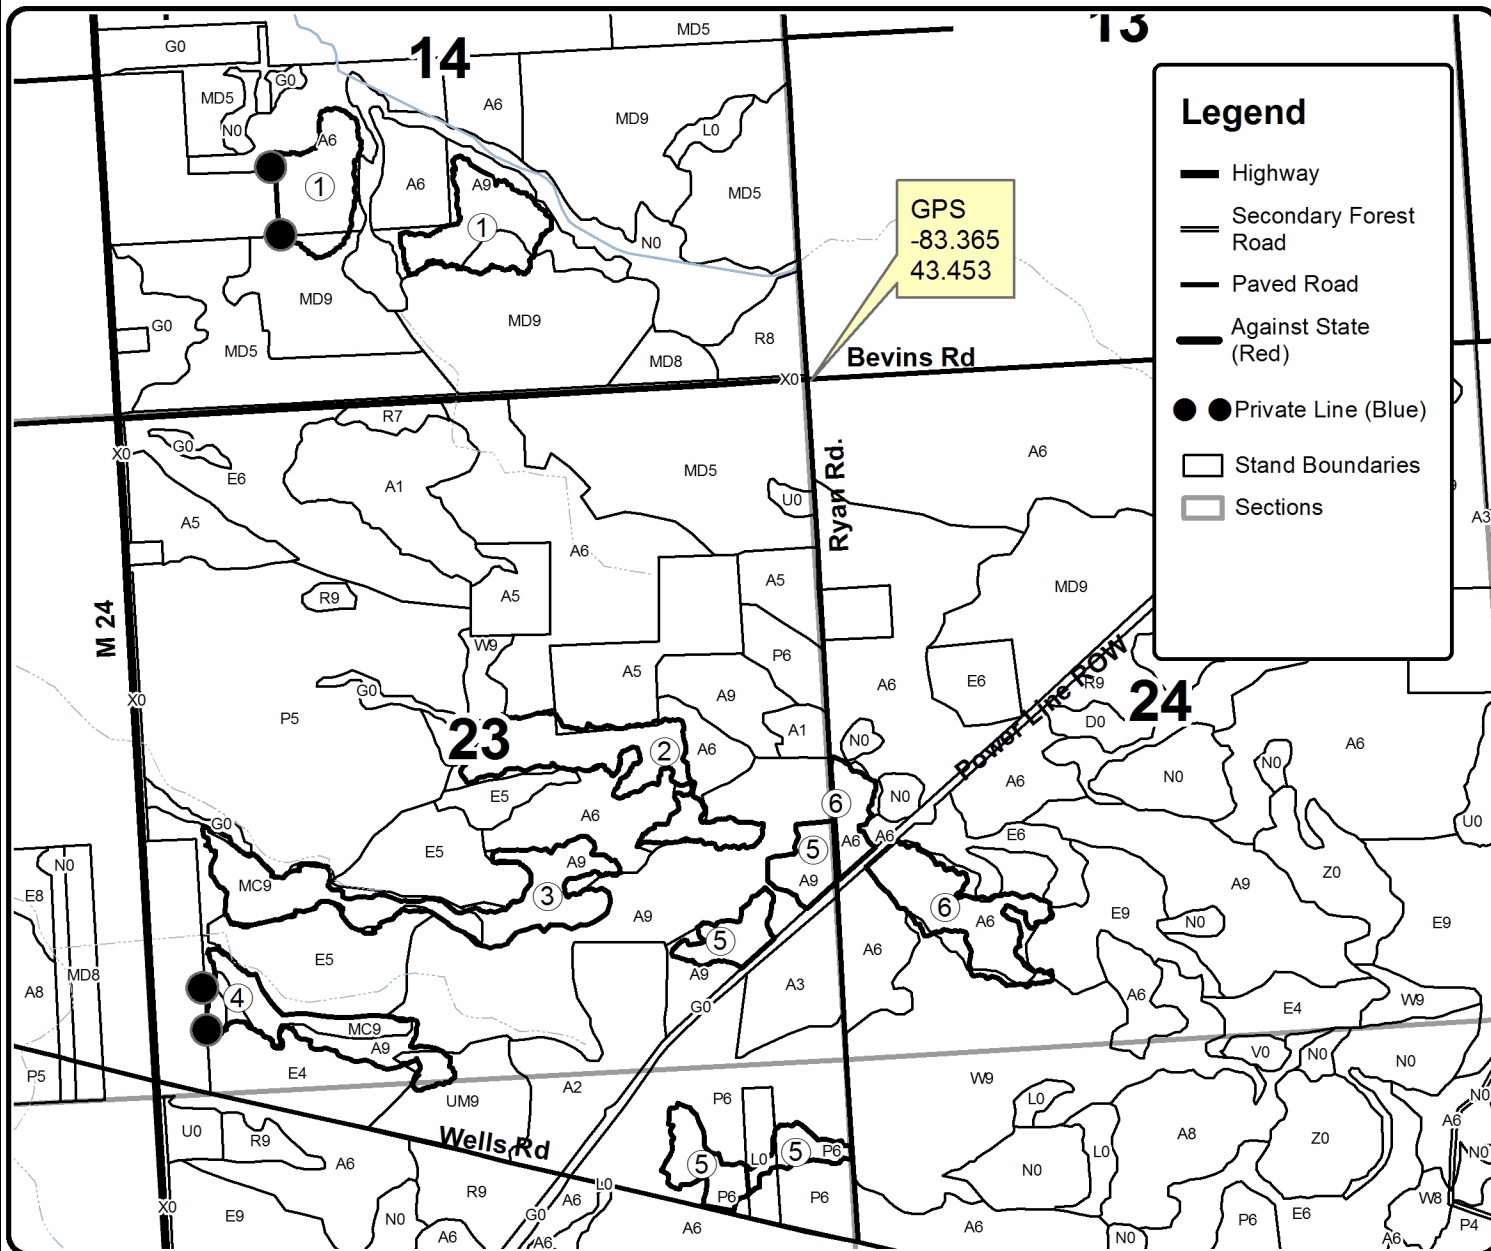 13
14
G0
MD5
G0
MD5
A6
MD9
L0
N0
A6
1
A6
A9
1
MD5
N0
GPS
-83.365
43.453
Legend
Highway
Secondary Forest
Road
Paved Road
Against State
(Red)
Private Line (Blue)
Stand Boundaries
Sections
MD9
G0
MD9
MD5
R8
MD8
X0
Bevins Rd
R7
X0
G0
E6
A1
MD5
U0
Ryan Rd.
A6
A3
A5
A6
A5
A5
MD9
R9
M 24
W9
A5
P6
A9
A6
E6
R9
Power Line ROW
24
D0
G0
X0
P5
23
2
A6
A1
N0
N0
A6
N0
A6
E5
A6
6
N0
A6
U0
G0
E5
A9
5
A6
A6
E6
Z0
N0
E8
MC9
3
A9
A9
6
A6
E9
A9
N0
E9
5
A9
A6
E5
MD8
A8
4
MC9
A9
G0
A3
A6
E4
W9
P5
E4
A2
W9
V0
N0
N0
UM9
P6
L0
N0
U0
R9
Wells Rd
A6
5
L0
5
P6
N0
L0
A8
Z0
A6
N0
R9
L0
A6
P6
P6
W8
X0
E9
N0
G0
A6
A6
A6
A6
N0
P6
E6
A6
P4